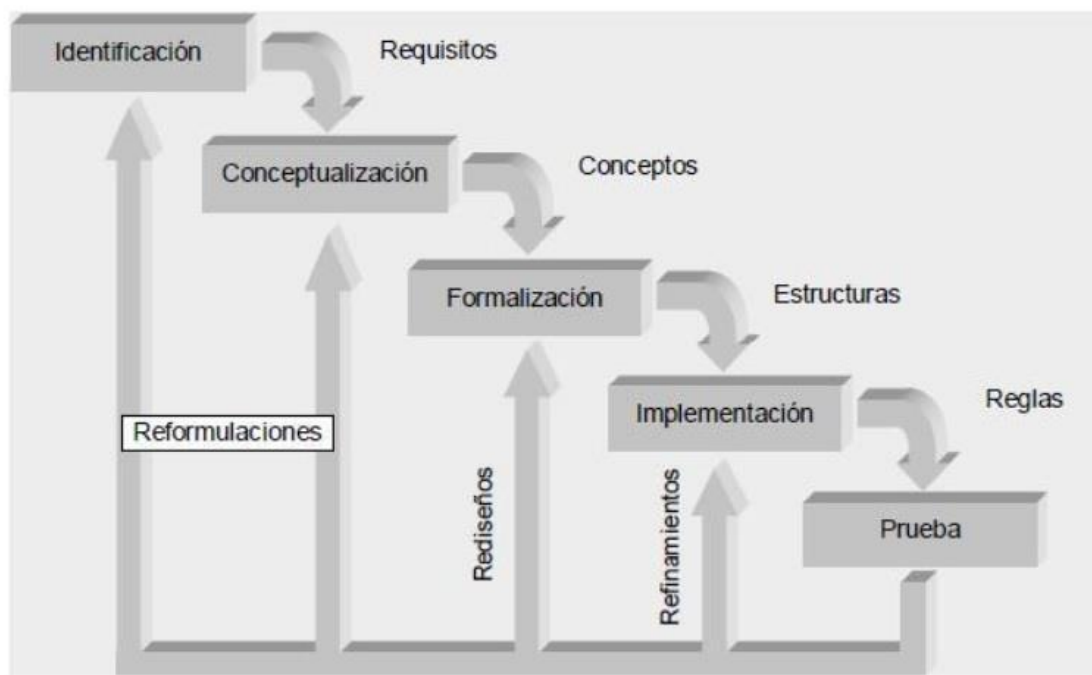 Identificación
Requisitos
Conceptualización
Conceptos
Formalización
Estructuras
Implementación
Reglas
Reformulaciones
Rediseños
Refinamientos
Prueba